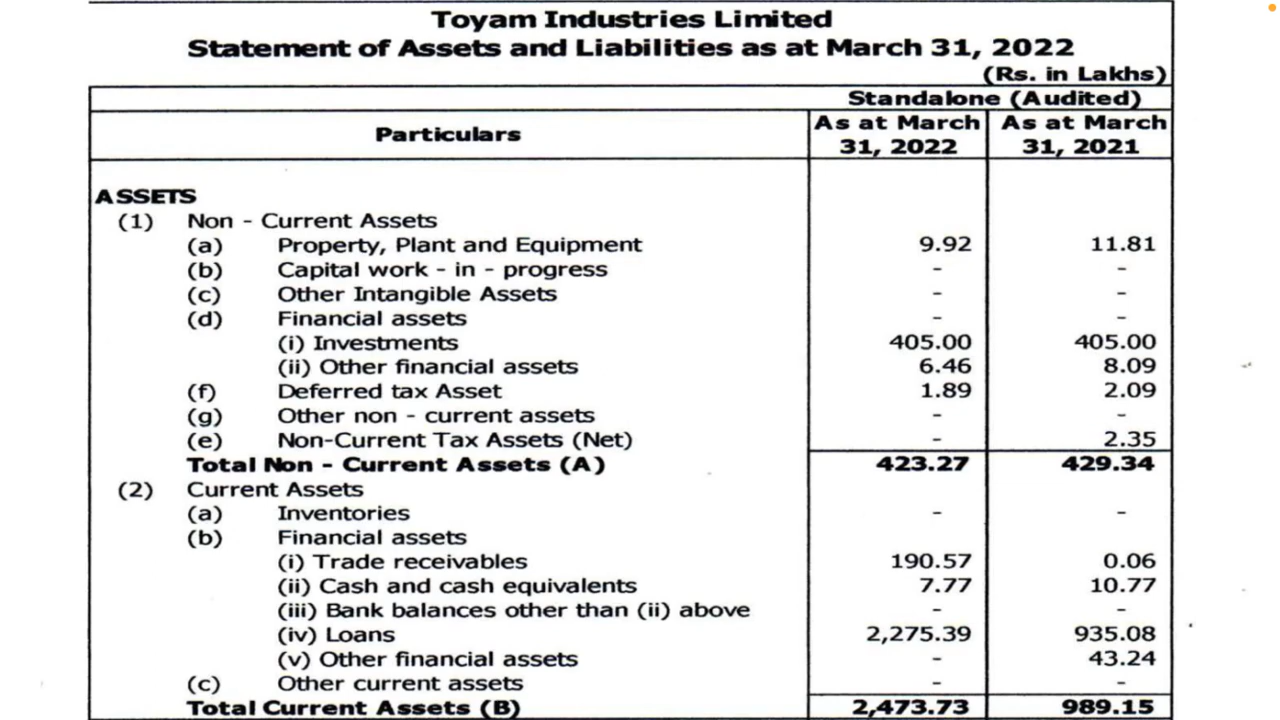 Toyam Industries Limited
Statement of Assets and Liabilities as at March 31, 2022
(Rs. in Lakhs)
Standalone (Audited)
Particulars As at March 31, 2022 As at March 31, 2021
ASSETS
(1) Non - Current Assets
(a) Property, Plant and Equipment 9.92 11.81
(b) Capital work - in - progress - -
(c) Other Intangible Assets - -
(d) Financial assets - -
(i) Investments 405.00 405.00
(ii) Other financial assets 6.46 8.09
(f) Deferred tax Asset 1.89 2.09
(g) Other non - current assets - -
(e) Non-Current Tax Assets (Net) - 2.35
Total Non - Current Assets (A) 423.27 429.34
(2) Current Assets
(a) Inventories - -
(b) Financial assets
(i) Trade receivables 190.57 0.06
(ii) Cash and cash equivalents 7.77 10.77
(iii) Bank balances other than (ii) above - -
(iv) Loans 2,275.39 935.08
(v) Other financial assets - 43.24
(c) Other current assets - -
Total Current Assets (B) 2,473.73 989.15